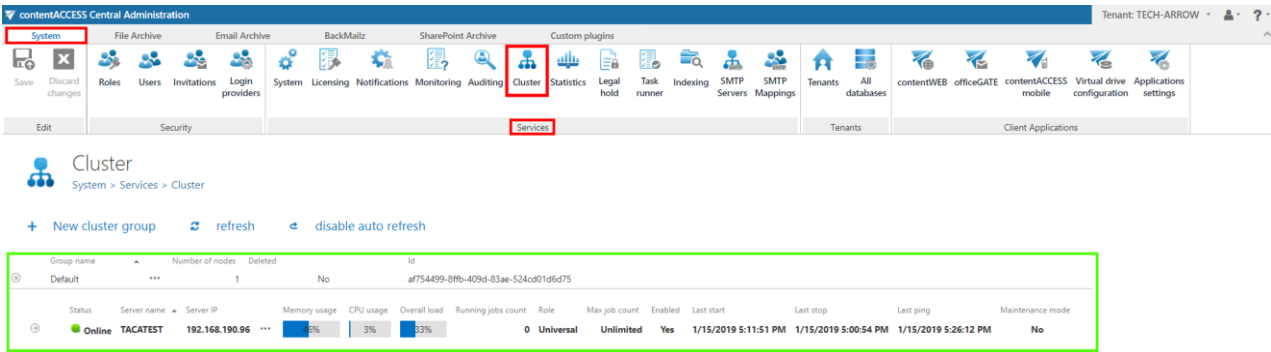 contentACCESS Central Administration Tenant: TECH-ARROW ?
System File Archive Email Archive BackMailz SharePoint Archive Custom plugins
Save Discard changes Roles Users Invitations Login providers System Licensing Notifications Monitoring Auditing Cluster Statistics Legal hold Task runner Indexing SMTP Servers SMTP Mappings Tenants All databases contentWEB officeGATE contentACCESS mobile Virtual drive configuration Applications settings
Edit Security Services Tenants Client Applications
Cluster
System > Services > Cluster
+ New cluster group refresh disable auto refresh
Group name Number of nodes Deleted Id
Default ••• 1 No af754499-8ffb-409d-83ae-524cd01d6d75
Status Server name Server IP Memory usage CPU usage Overall load Running jobs count Role Max job count Enabled Last start Last stop Last ping Maintenance mode
Online TACATEST 192.168.190.96 ••• 3% 33% 0 Universal Unlimited Yes 1/15/2019 5:11:51 PM 1/15/2019 5:00:54 PM 1/15/2019 5:26:12 PM No